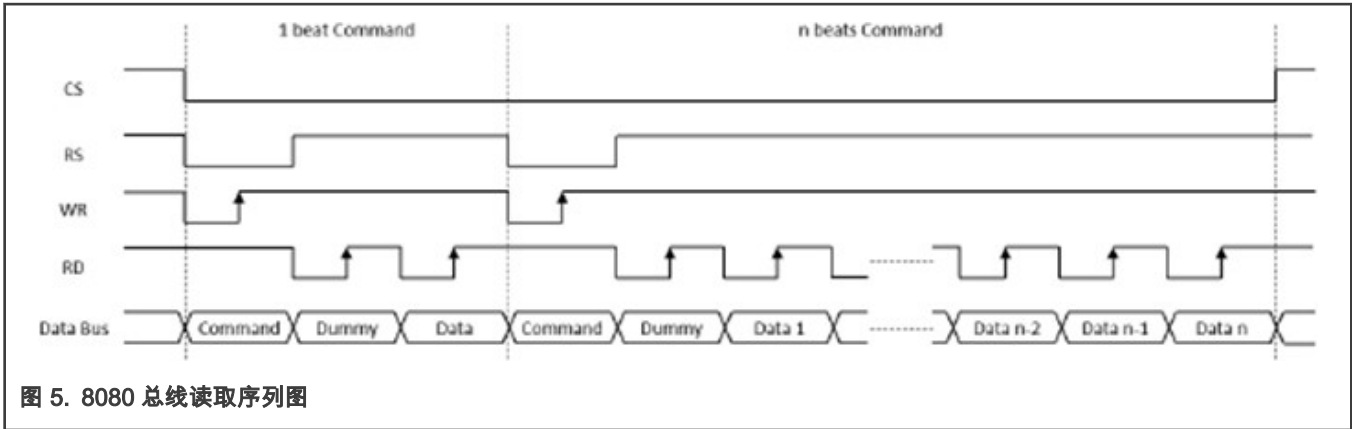 1 beat Command n beats Command
CS
RS
WR
RD
Data Bus Command Dummy Data Command Dummy Data 1 Data n-2 Data n-1 Data n
图 5. 8080 总线读取序列图